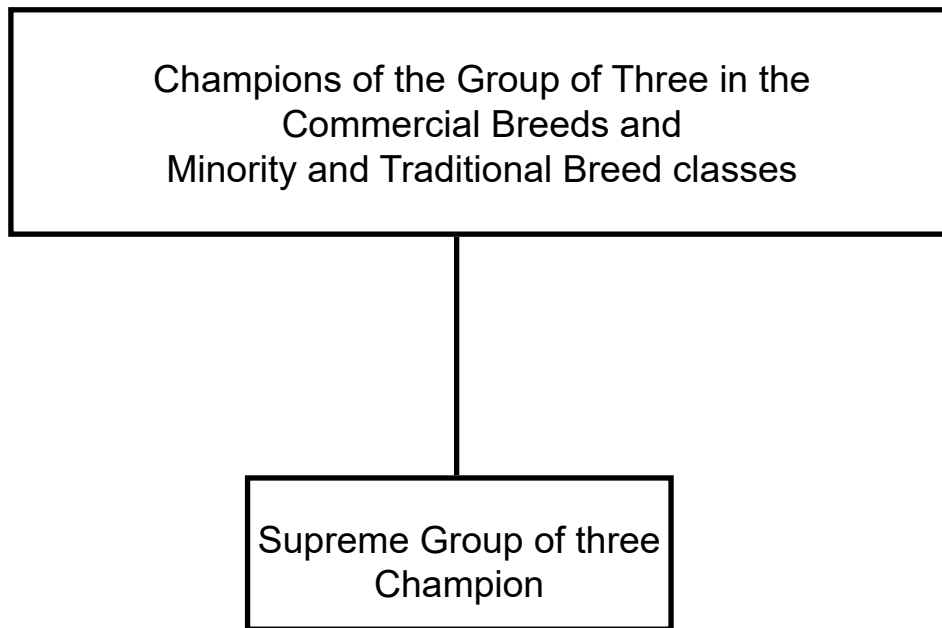 Champions of the Group of Three in the
Commercial Breeds and
Minority and Traditional Breed classes
Supreme Group of three
Champion